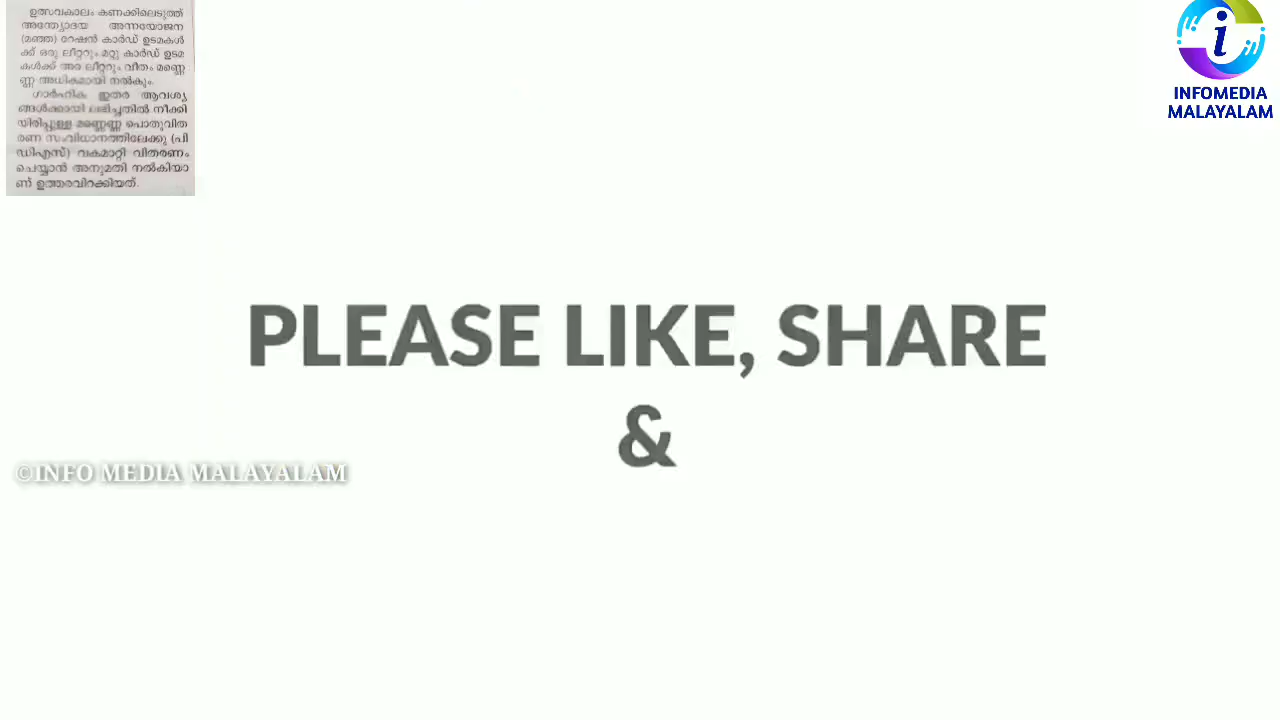 ഉത്സവകാലം കണക്കിലെടുത്ത്
അന്ത്യോദയ അന്നയോജന
(മഞ്ഞ) റേഷൻ കാർഡ് ഉടമകൾ
ക്ക് ഒരു ലീറ്ററും മറ്റു കാർഡ് ഉടമ
കൾക്ക് അര ലീറ്ററും വീതം മണ്ണെ
ണ്ണ അധികമായി നൽകും.
ഗാർഹിക ഇതര ആവശ്യ
ങ്ങൾക്കായി ലഭിച്ചതിൽ നീക്കി
യിരിപ്പുള്ള മണ്ണെണ്ണ പൊതുവിത
രണ സംവിധാനത്തിലേക്കു (പി
ഡിഎസ്) വകമാറ്റി വിതരണം
ചെയ്യാൻ അനുമതി നൽകിയാ
ണ് ഉത്തരവിറക്കിയത്.
i
INFOMEDIA
MALAYALAM
PLEASE LIKE, SHARE
&
©INFO MEDIA MALAYALAM